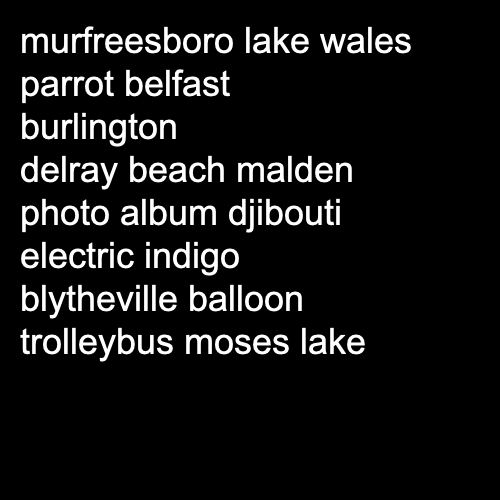 murfreesboro lake wales
parrot belfast
burlington
delray beach malden
photo album djibouti
electric indigo
blytheville balloon
trolleybus moses lake